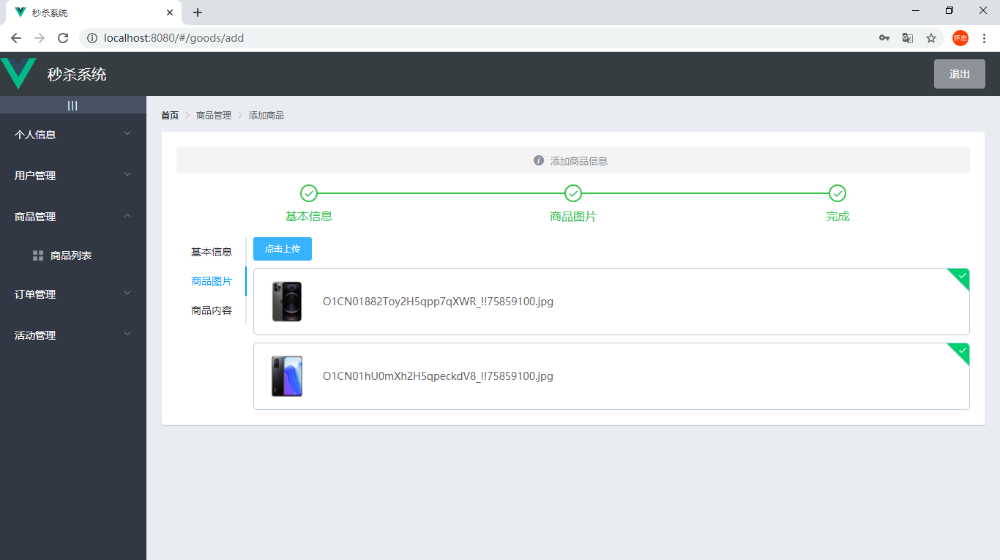 秒杀系统
localhost:8080/#/goods/add
怀忠
秒杀系统
退出
|||
个人信息
用户管理
商品管理
商品列表
订单管理
活动管理
首页 > 商品管理 > 添加商品
添加商品信息
基本信息 商品图片 完成
基本信息
商品图片
商品内容
点击上传
O1CN01882Toy2H5qpp7qXWR_!!75859100.jpg
O1CN01hU0mXh2H5qpeckdV8_!!75859100.jpg